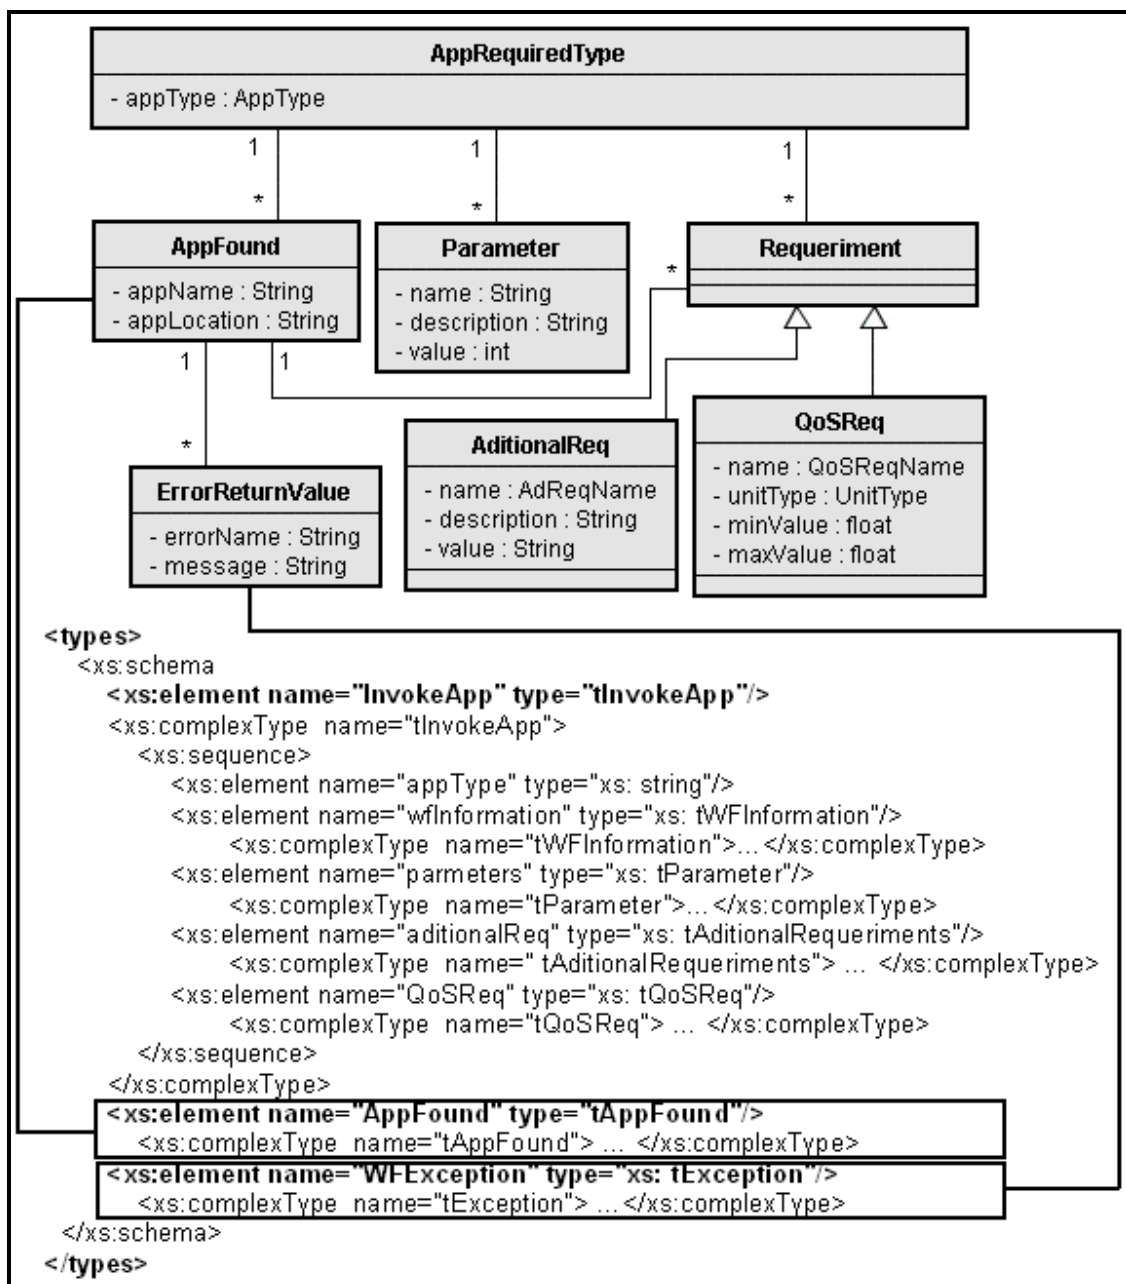 AppRequiredType
- appType : AppType
1 1 1
* * *
AppFound
- appName : String
- appLocation : String
Parameter
- name : String
- description : String
- value : int
Requeriment
*
1 1
*
ErrorReturnValue
- errorName : String
- message : String
AditionalReq
- name : AdReqName
- description : String
- value : String
QoSReq
- name : QoSReqName
- unitType : UnitType
- minValue : float
- maxValue : float
<types>
<xs:schema
<xs:element name="InvokeApp" type="tInvokeApp"/>
<xs:complexType name="tInvokeApp">
<xs:sequence>
<xs:element name="appType" type="xs: string"/>
<xs:element name="wfInformation" type="xs: tWFInformation"/>
<xs:complexType name="tWFInformation">... </xs:complexType>
<xs:element name="parmeters" type="xs: tParameter"/>
<xs:complexType name="tParameter">... </xs:complexType>
<xs:element name="aditionalReq" type="xs: tAditionalRequeriments"/>
<xs:complexType name=" tAditionalRequeriments"> ... </xs:complexType>
<xs:element name="QoSReq" type="xs: tQoSReq"/>
<xs:complexType name="tQoSReq"> ... </xs:complexType>
</xs:sequence>
</xs:complexType>
<xs:element name="AppFound" type="tAppFound"/>
<xs:complexType name="tAppFound"> ... </xs:complexType>
<xs:element name="WFException" type="xs: tException"/>
<xs:complexType name="tException"> ... </xs:complexType>
</xs:schema>
</types>